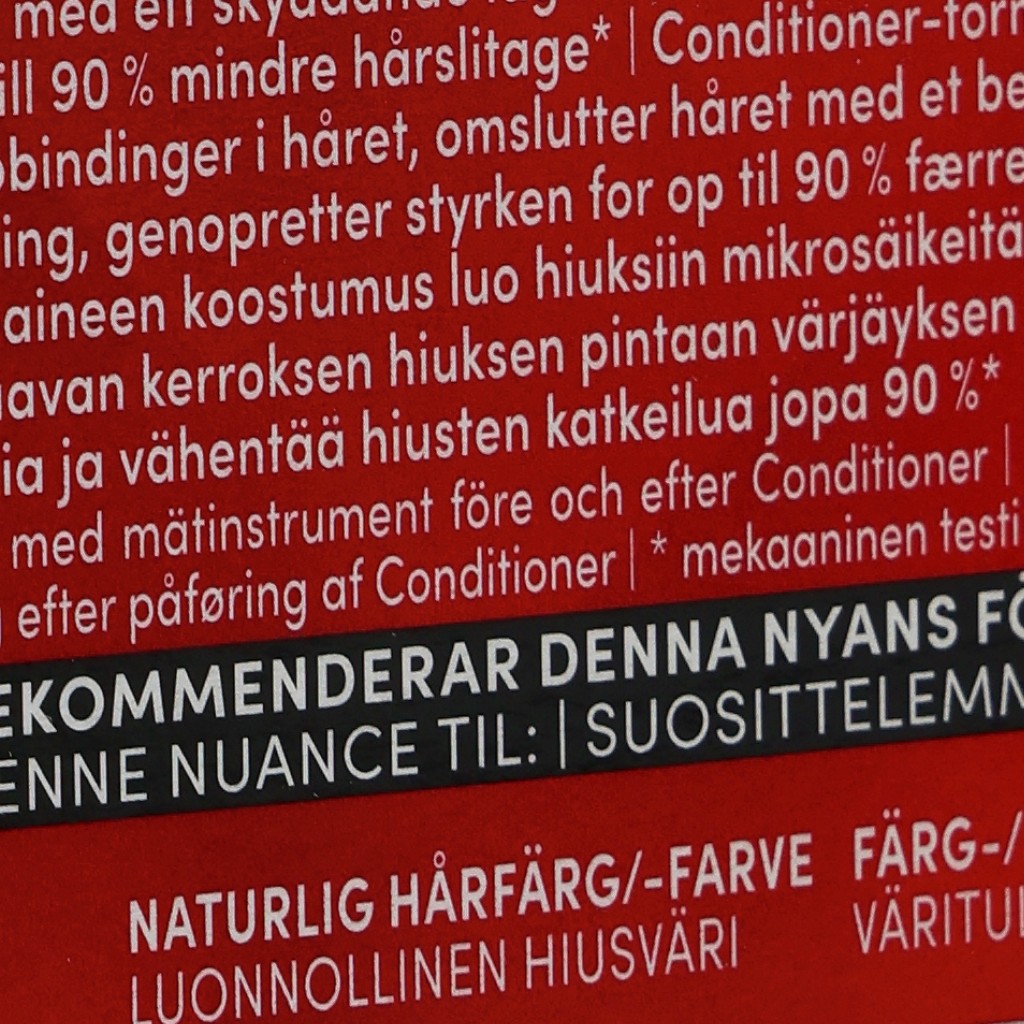 med ett skyddande
ill 90 % mindre hårslitage* | Conditioner-for
bindinger i håret, omslutter håret med et be
ing, genopretter styrken for op til 90 % færre
aineen koostumus luo hiuksiin mikrosäikeitä
avan kerroksen hiuksen pintaan värjäyksen
ia ja vähentää hiusten katkeilua jopa 90 %*
med mätinstrument före och efter Conditioner |
efter påføring af Conditioner | * mekaaninen testi
EKOMMENDERAR DENNA NYANS FÖ
ENNE NUANCE TIL: | SUOSITTELEMM
NATURLIG HÅRFÄRG/-FARVE FÄRG-/
LUONNOLLINEN HIUSVÄRI VÄRITU